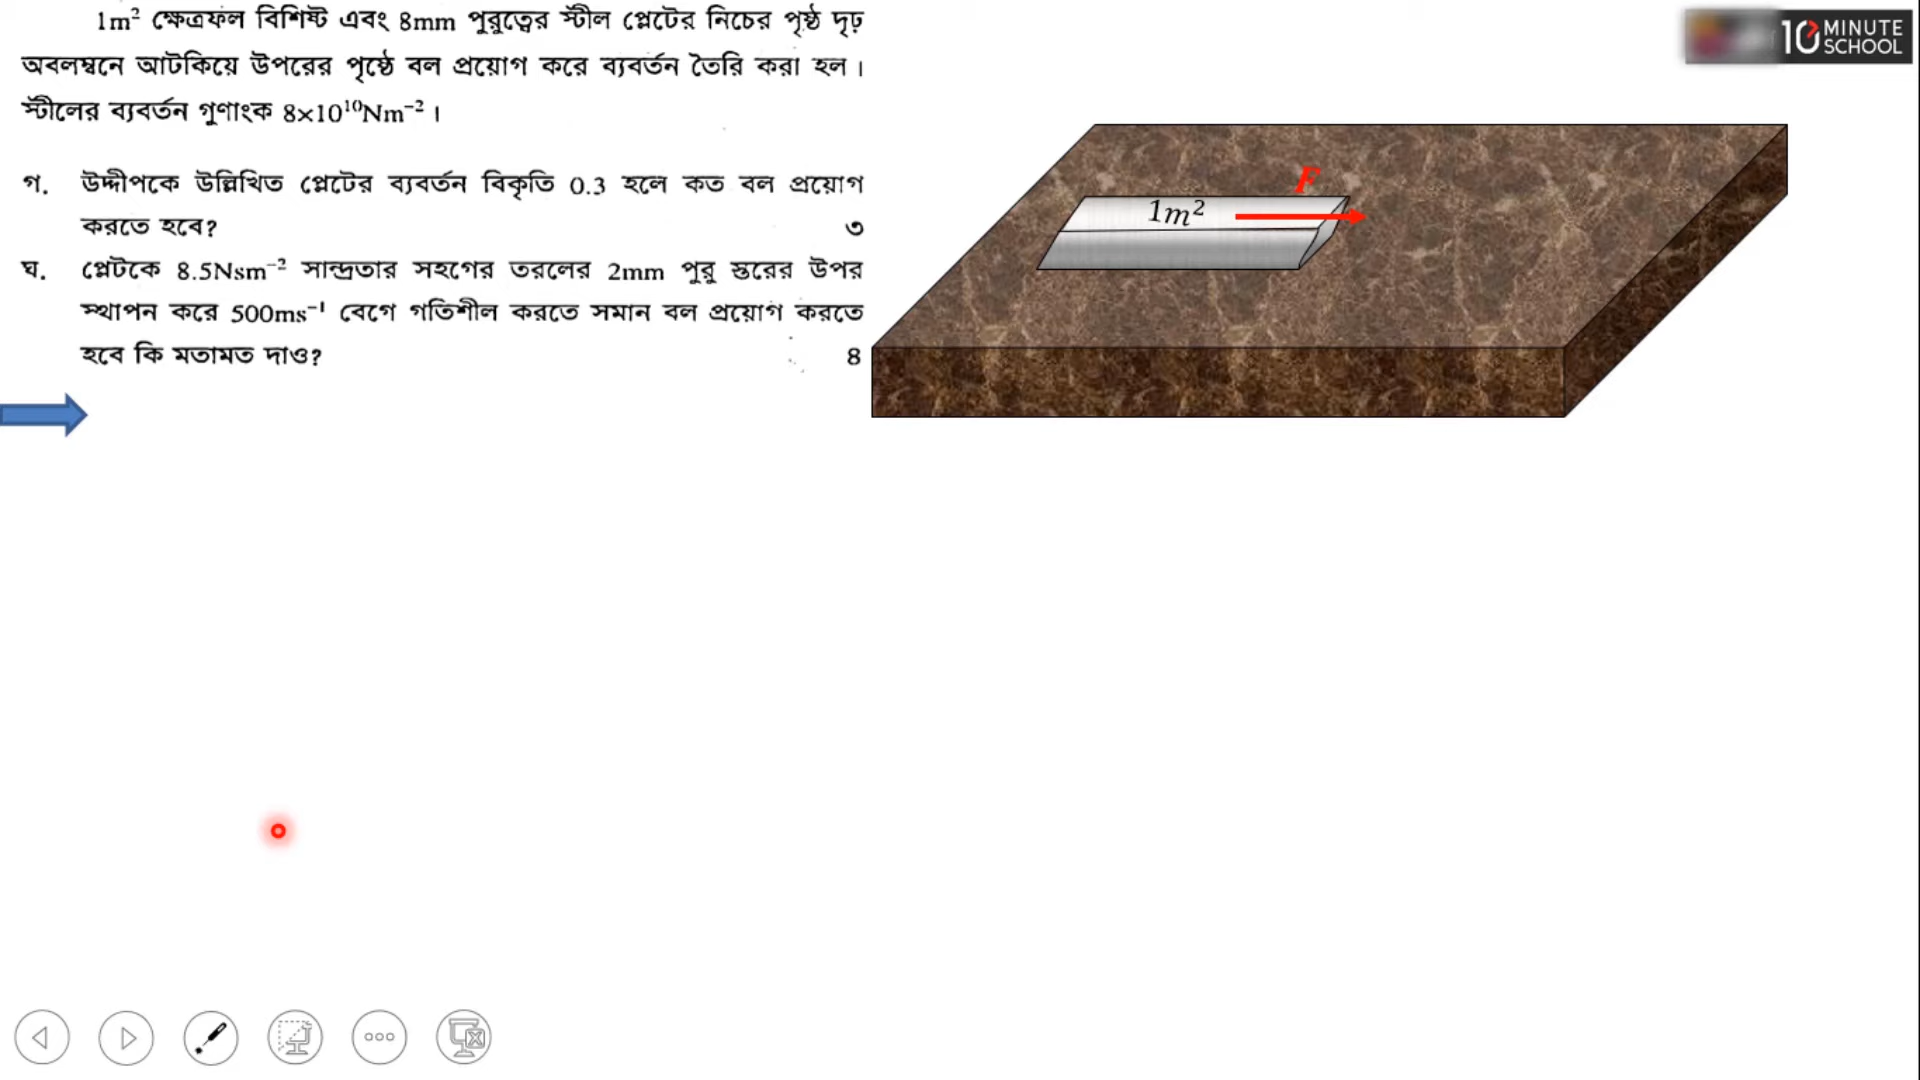 1m² ক্ষেত্রফল বিশিষ্ট এবং 8mm পুরুত্বের স্টীল প্লেটের নিচের পৃষ্ঠ দৃঢ়
অবলম্বনে আটকিয়ে উপরের পৃষ্ঠে বল প্রয়োগ করে ব্যবর্তন তৈরি করা হল।
স্টীলের ব্যবর্তন গুণাংক 8×10¹⁰Nm⁻²।
গ. উদ্দীপকে উল্লিখিত প্লেটের ব্যবর্তন বিকৃতি 0.3 হলে কত বল প্রয়োগ
করতে হবে? ৩
ঘ. প্লেটকে 8.5Nsm⁻² সান্দ্রতার সহগের তরলের 2mm পুরু স্তরের উপর
স্থাপন করে 500ms⁻¹ বেগে গতিশীল করতে সমান বল প্রয়োগ করতে
হবে কি মতামত দাও? ৪
F
1m²
10 MINUTE
SCHOOL